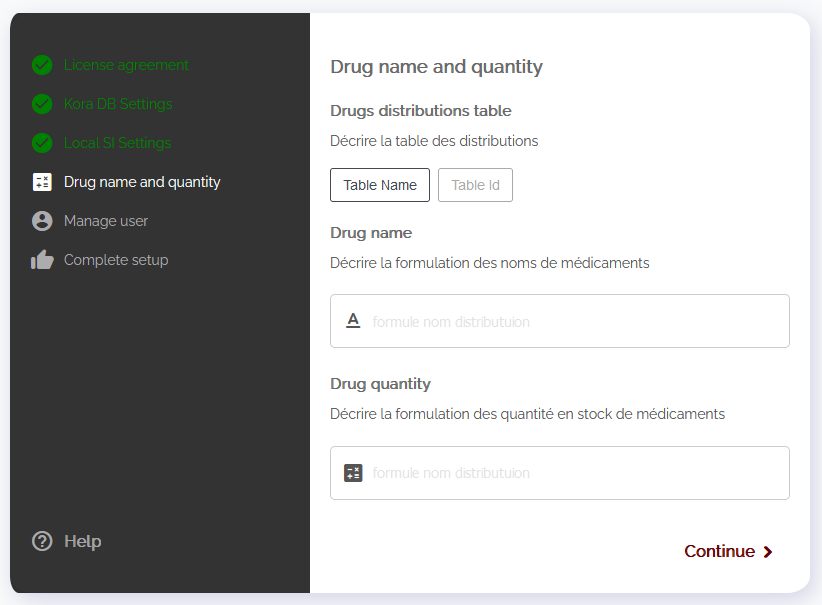 License agreement
Kora DB Settings
Local SI Settings
Drug name and quantity
Manage user
Complete setup
Help
Drug name and quantity
Drugs distributions table
Décrire la table des distributions
Table Name
Table Id
Drug name
Décrire la formulation des noms de médicaments
A formule nom distributuion
Drug quantity
Décrire la formulation des quantité en stock de médicaments
formule nom distributuion
Continue